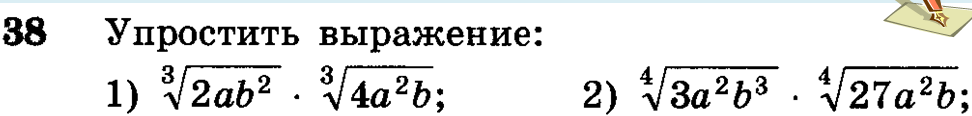 38 Упростить выражение:
1) ∛(2ab²) · ∛(4a²b); 2) ∜(3a²b³) · ∜(27a²b);